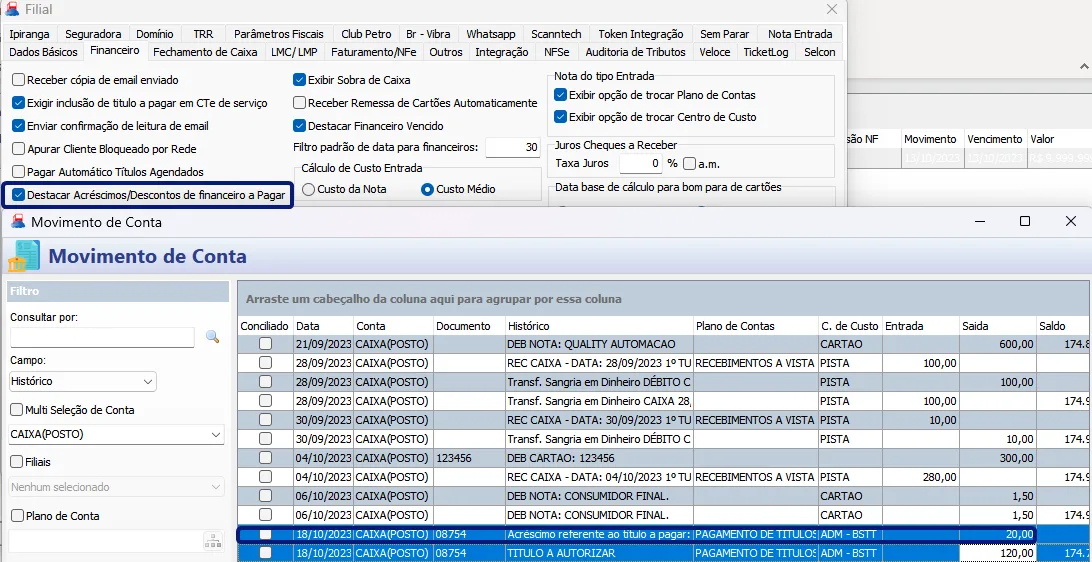 Filial
Ipiranga Seguradora Domínio TRR Parâmetros Fiscais Club Petro Br - Vibra Whatsapp Scanntech Token Integração Sem Parar Nota Entrada
Dados Básicos Financeiro Fechamento de Caixa LMC/ LMP Faturamento/NFe Outros Integração NFSe Auditoria de Tributos Veloce TicketLog Selcon
Receber cópia de email enviado
Exigir inclusão de titulo a pagar em CTe de serviço
Enviar confirmação de leitura de email
Apurar Cliente Bloqueado por Rede
Pagar Automático Títulos Agendados
Destacar Acréscimos/Descontos de financeiro a Pagar
Exibir Sobra de Caixa
Receber Remessa de Cartões Automaticamente
Destacar Financeiro Vencido
Filtro padrão de data para financeiros: 30
Cálculo de Custo Entrada
Custo da Nota Custo Médio
Nota do tipo Entrada
Exibir opção de trocar Plano de Contas
Exibir opção de trocar Centro de Custo
Juros Cheques a Receber
Taxa Juros 0 % a.m.
Data base de cálculo para bom para de cartões
são NF Movimento Vencimento Valor
Movimento de Conta
Movimento de Conta
Filtro
Consultar por:
Campo:
Histórico
Multi Seleção de Conta
CAIXA(POSTO)
Filiais
Nenhum selecionado
Plano de Conta
Arraste um cabeçalho da coluna aqui para agrupar por essa coluna
Conciliado Data Conta Documento Histórico Plano de Contas C. de Custo Entrada Saida Saldo
21/09/2023 CAIXA(POSTO) DEB NOTA: QUALITY AUTOMACAO CARTAO 600,00 174.8
28/09/2023 CAIXA(POSTO) REC CAIXA - DATA: 28/09/2023 1º TU RECEBIMENTOS A VISTA PISTA 100,00 174.9
28/09/2023 CAIXA(POSTO) Transf. Sangria em Dinheiro DÉBITO C PISTA 100,00
28/09/2023 CAIXA(POSTO) Transf. Sangria em Dinheiro CAIXA 28, PISTA 100,00 174.9
30/09/2023 CAIXA(POSTO) REC CAIXA - DATA: 30/09/2023 1º TU RECEBIMENTOS A VISTA PISTA 10,00
30/09/2023 CAIXA(POSTO) Transf. Sangria em Dinheiro DÉBITO C PISTA 10,00 174.9
04/10/2023 CAIXA(POSTO) 123456 DEB CARTAO: 123456 300,00
04/10/2023 CAIXA(POSTO) REC CAIXA - DATA: 04/10/2023 1º TU RECEBIMENTOS A VISTA PISTA 280,00 174.9
06/10/2023 CAIXA(POSTO) DEB NOTA: CONSUMIDOR FINAL. CARTAO 1,50
06/10/2023 CAIXA(POSTO) DEB NOTA: CONSUMIDOR FINAL. CARTAO 1,50 174.9
18/10/2023 CAIXA(POSTO) 08754 Acréscimo referente ao titulo a pagar: PAGAMENTO DE TITULOS ADM - BSTT 20,00
18/10/2023 CAIXA(POSTO) 08754 TITULO A AUTORIZAR PAGAMENTO DE TITULOS ADM - BSTT 120,00 174.7